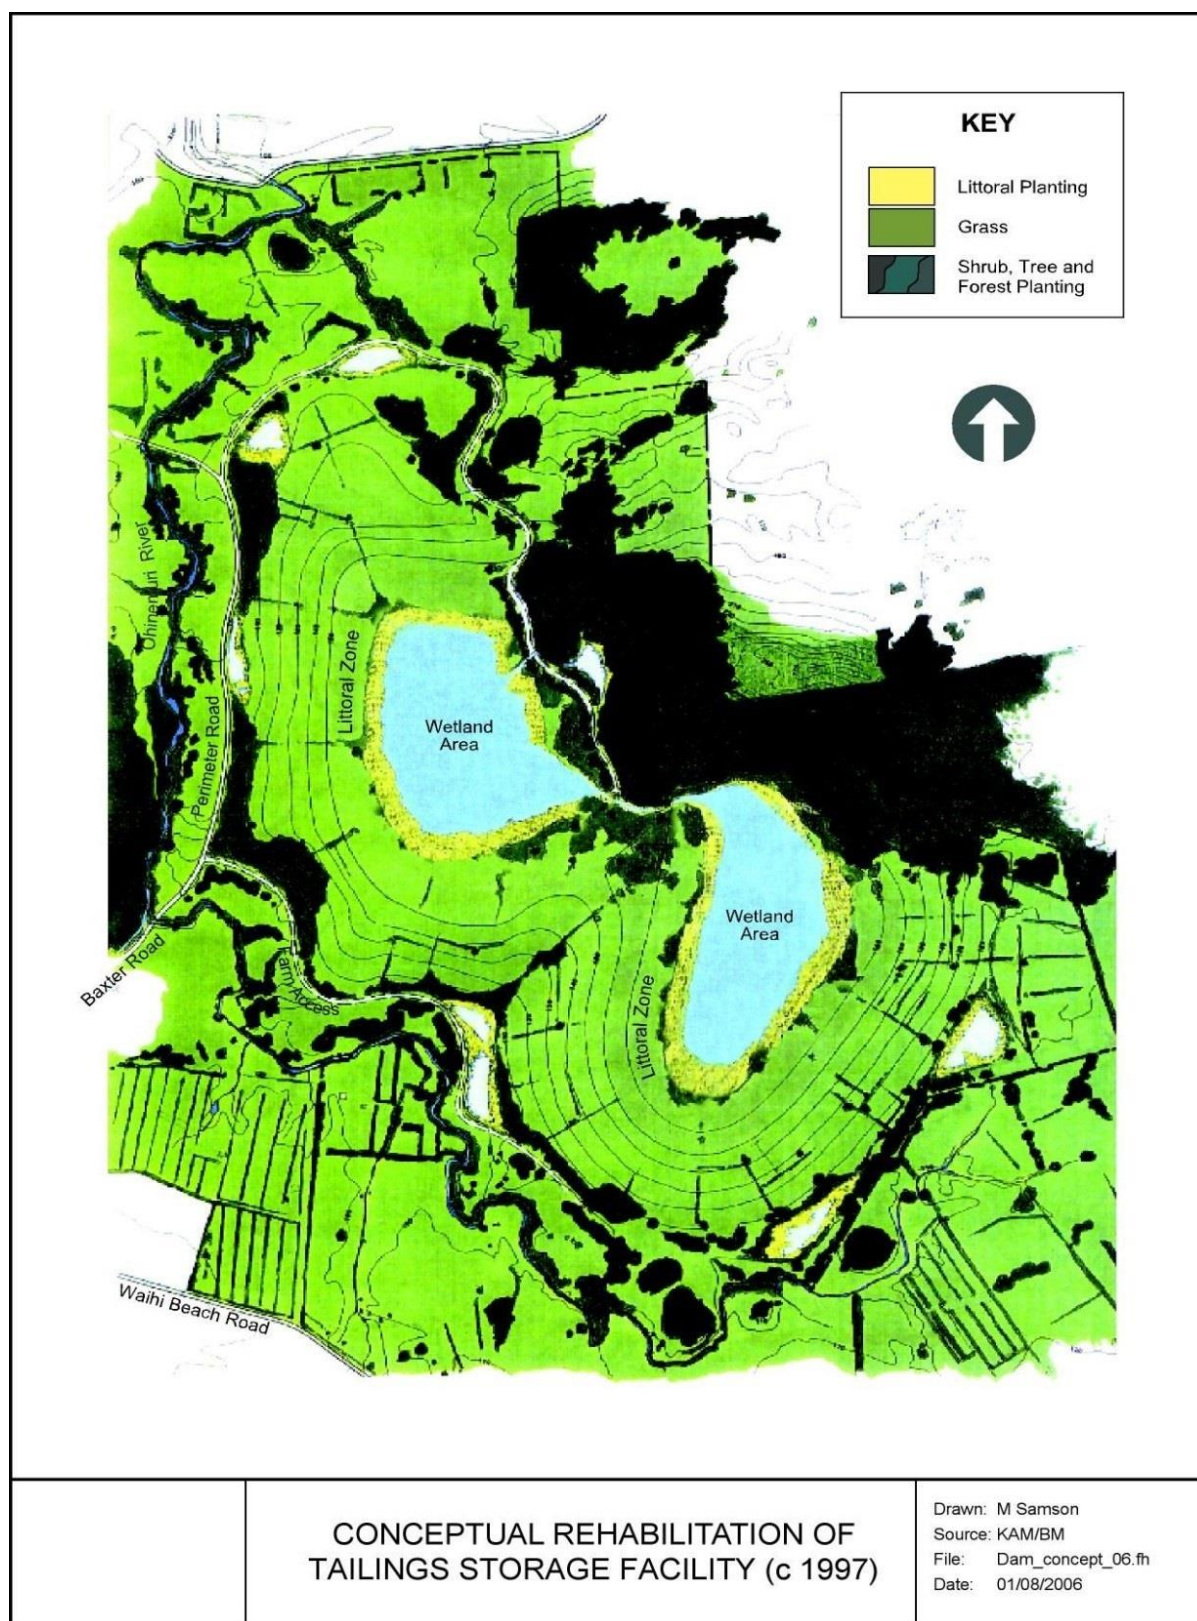 KEY
Littoral Planting
Grass
Shrub, Tree and
Forest Planting
Ohinemuri River
Littoral Zone
Wetland
Area
Perimeter Road
Wetland
Area
Baxter Road
Farm Access
Littoral Zone
Waihi Beach Road
CONCEPTUAL REHABILITATION OF
TAILINGS STORAGE FACILITY (c 1997)
Drawn: M Samson
Source: KAM/BM
File: Dam_concept_06.fh
Date: 01/08/2006